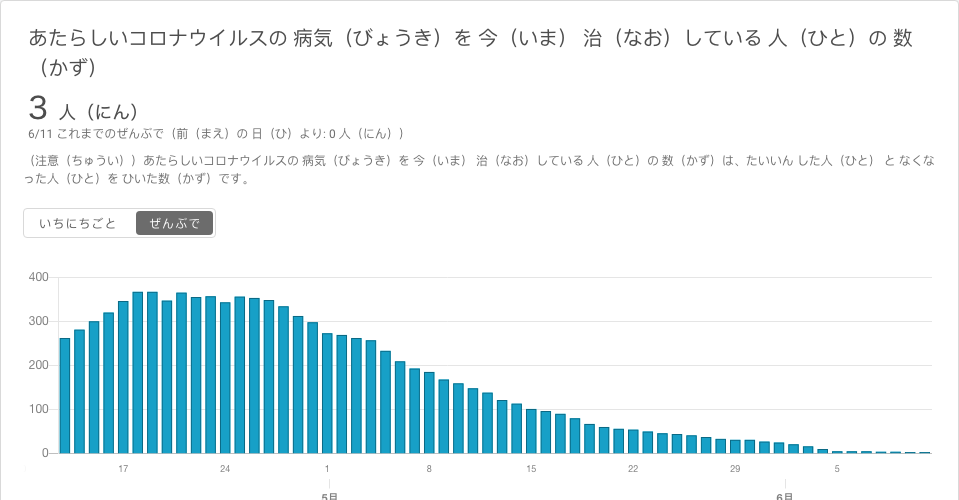 あたらしいコロナウイルスの 病気（びょうき）を 今（いま） 治（なお）している 人（ひと）の 数
（かず）
3 人（にん）
6/11 これまでのぜんぶで（前（まえ）の 日（ひ）より: 0 人（にん））
（注意（ちゅうい））あたらしいコロナウイルスの 病気（びょうき）を 今（いま） 治（なお）している 人（ひと）の 数（かず）は、たいいん した人（ひと） と なくな
った人（ひと）を ひいた数（かず）です。
いちにちごと ぜんぶで
400
300
200
100
0
17 24 1 8 15 22 29 5
5月 6月